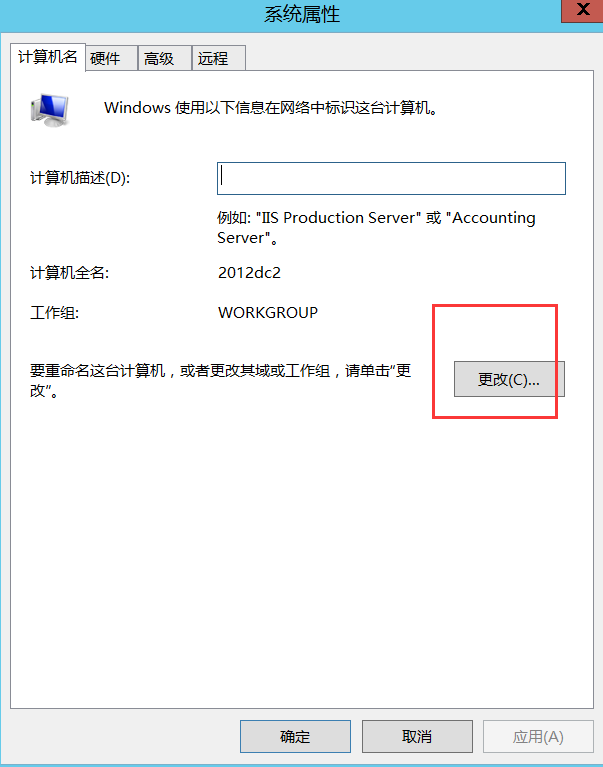 系统属性
X
计算机名
硬件
高级
远程
Windows 使用以下信息在网络中标识这台计算机。
计算机描述(D):
例如: "IIS Production Server" 或 "Accounting
Server"。
计算机全名:
2012dc2
工作组:
WORKGROUP
要重命名这台计算机，或者更改其域或工作组，请单击“更
改”。
更改(C)...
确定
取消
应用(A)